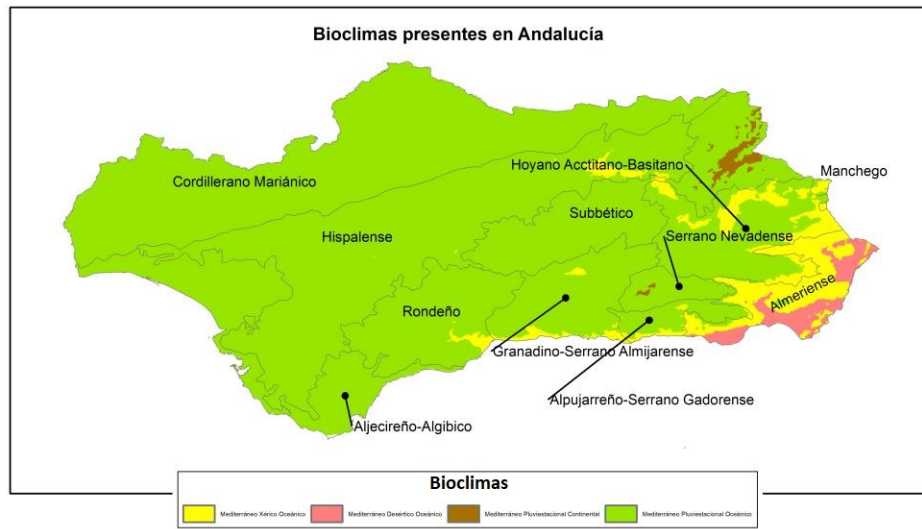 Bioclimas presentes en Andalucía
Hoyano Acctitano-Basitano
Manchego
Cordillerano Mariánico
Subbético
Serrano Nevadense
Hispalense
Almeriense
Rondeño
Granadino-Serrano Almijarense
Alpujarreño-Serrano Gadorense
Aljecireño-Algibico
Bioclimas
Mediterráneo Xérico Oceánico Mediterráneo Desértico Oceánico Mediterráneo Pluviestacional Continental Mediterráneo Pluviestacional Oceánico